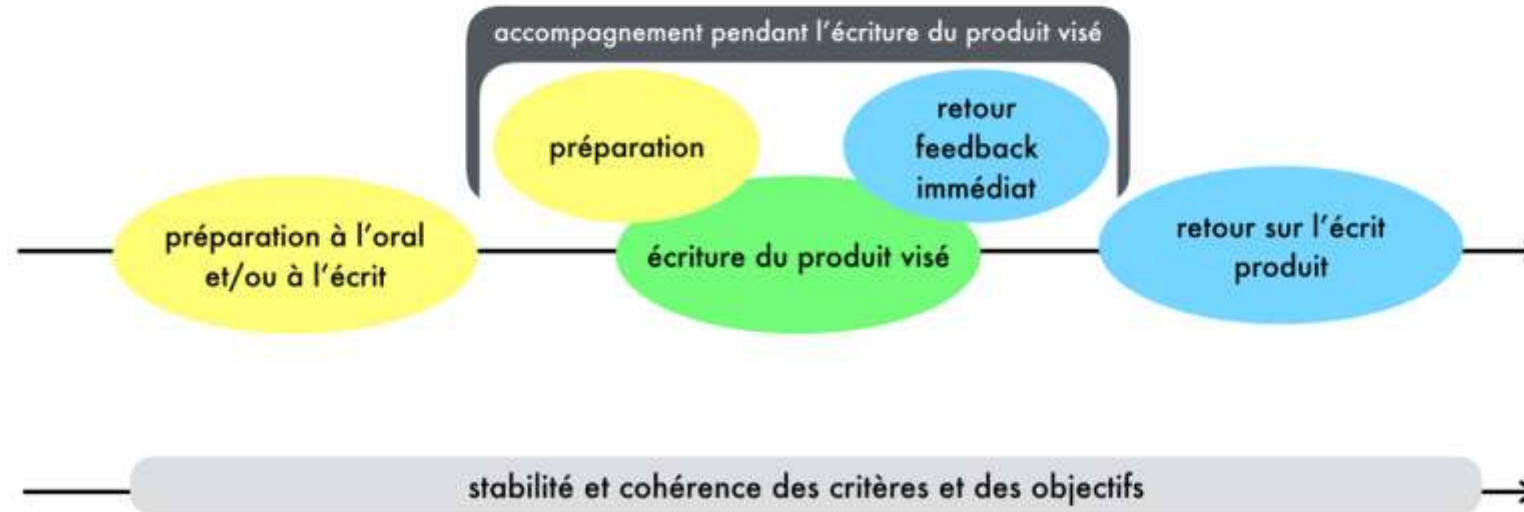 accompagnement pendant l'écriture du produit visé
préparation
retour
feedback
immédiat
préparation à l'oral
et/ou à l'écrit
écriture du produit visé
retour sur l'écrit
produit
stabilité et cohérence des critères et des objectifs